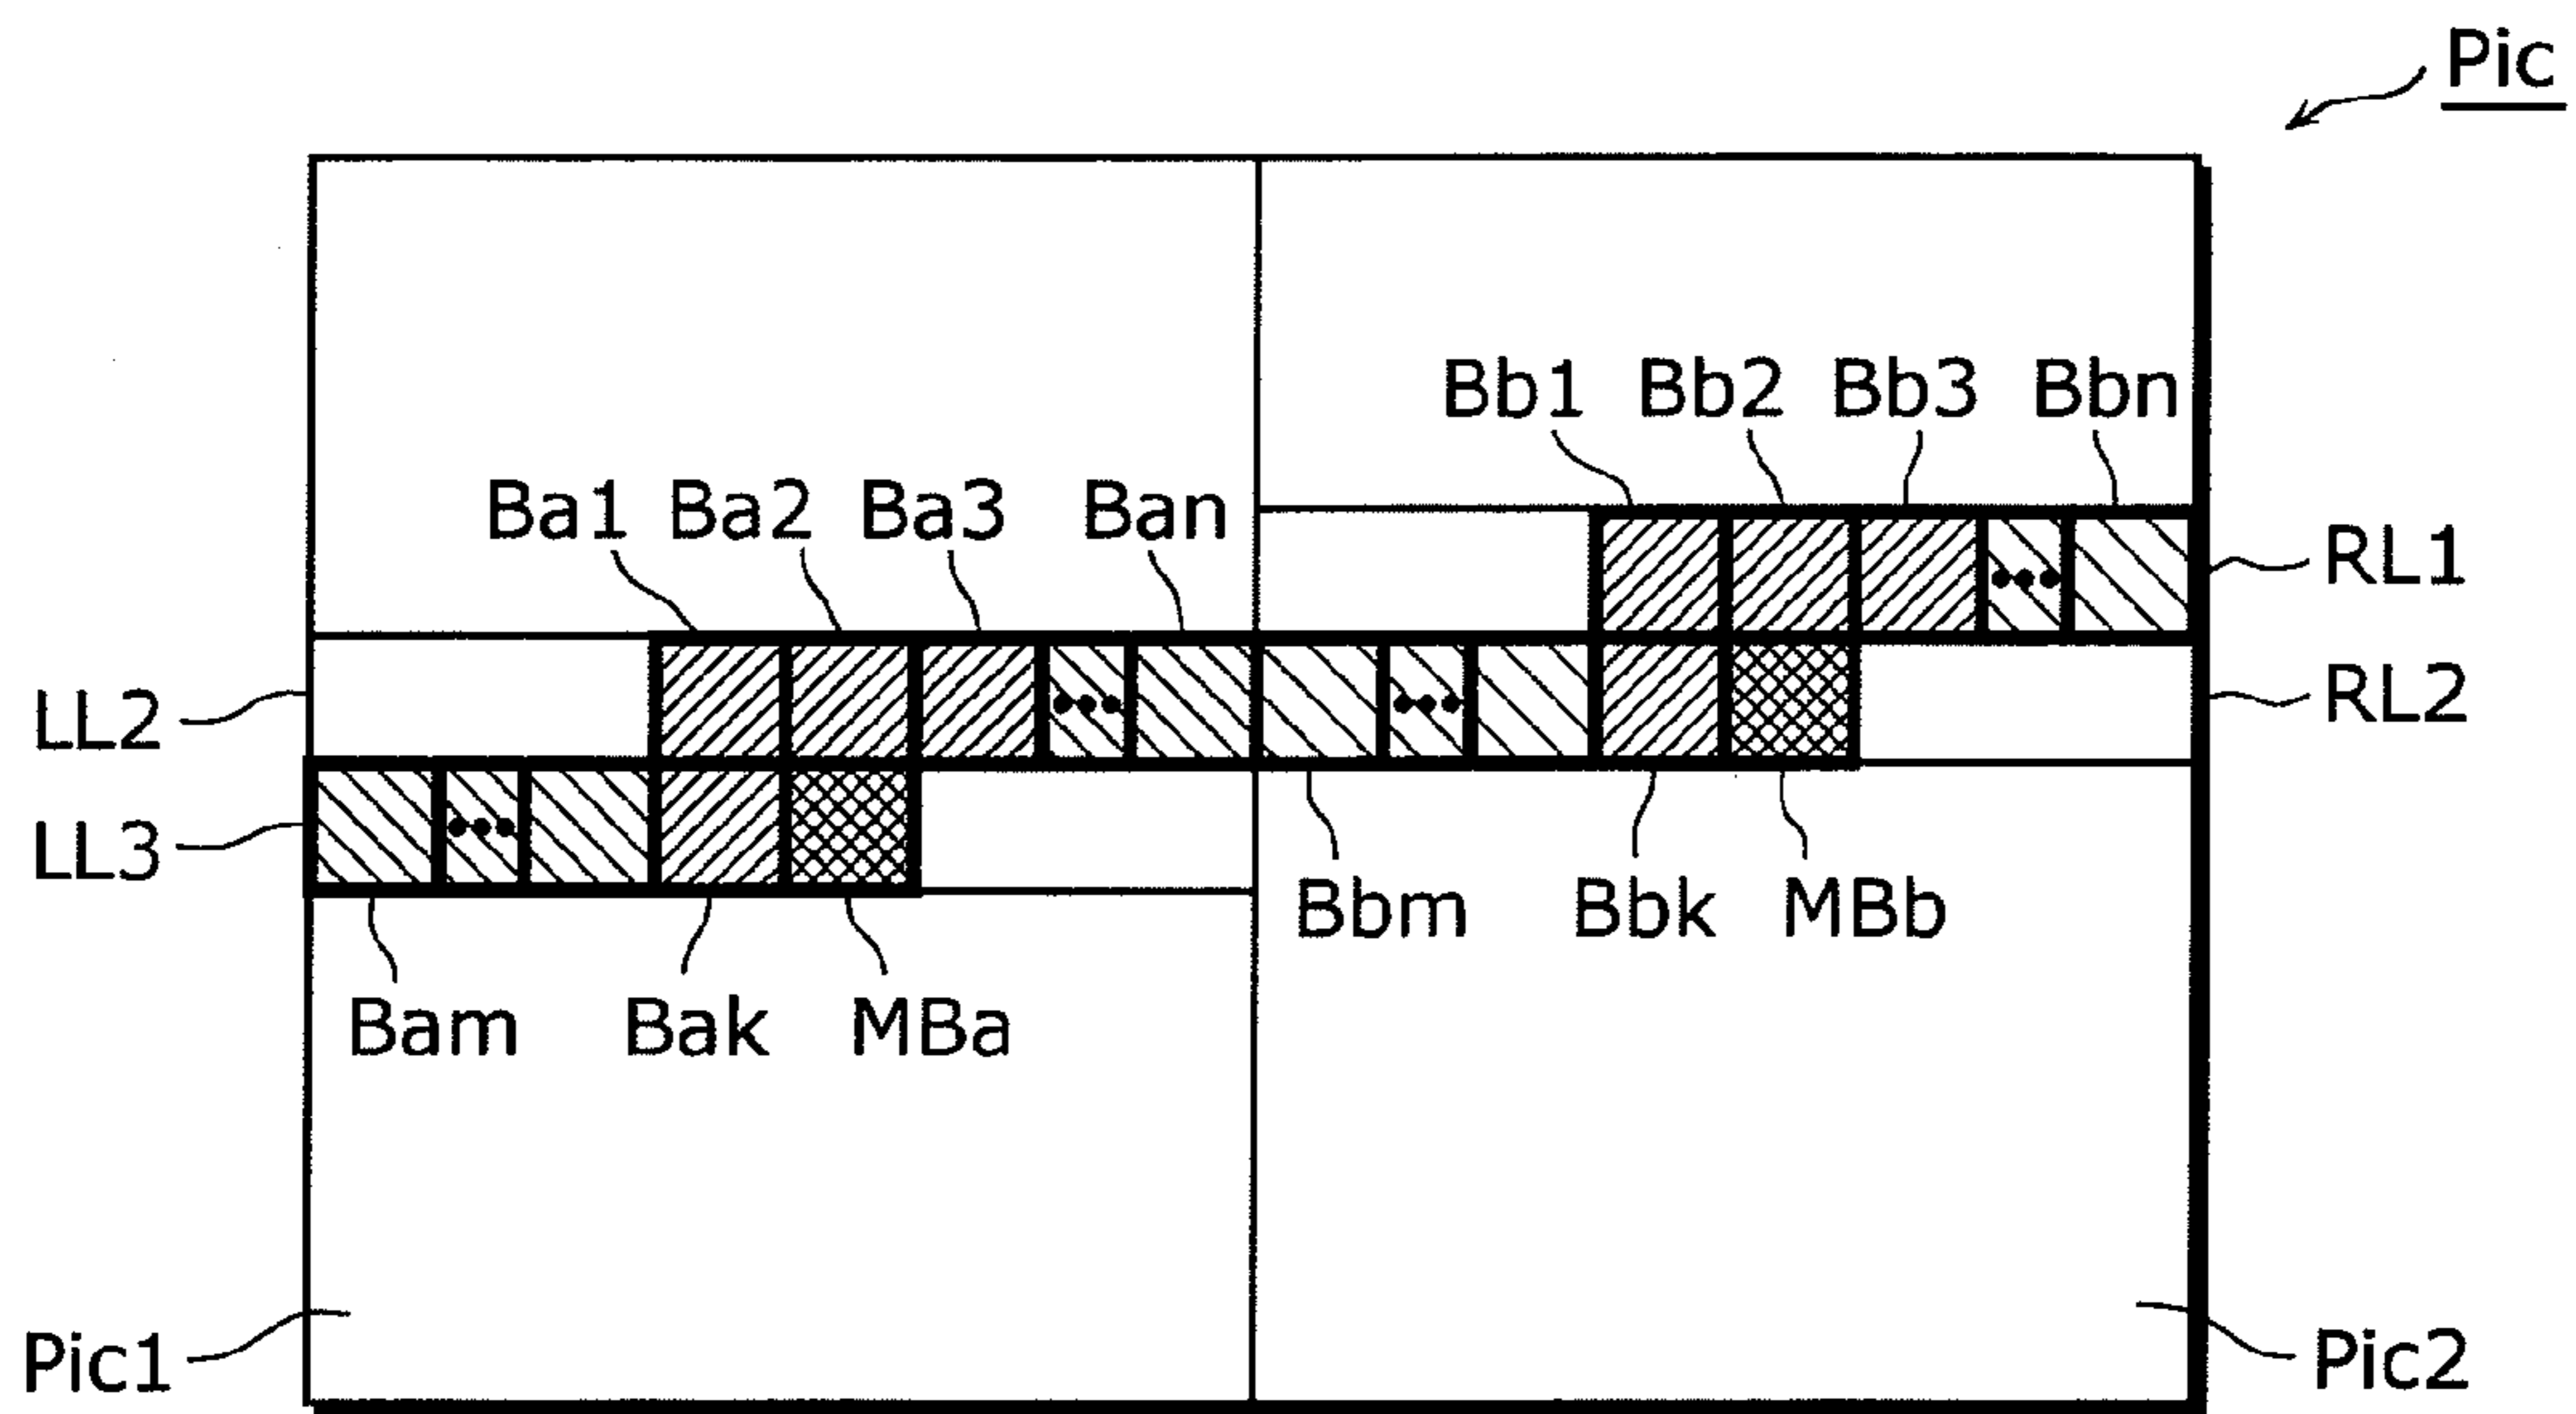 Pic
Bb1 Bb2 Bb3 Bbn
Ba1 Ba2 Ba3 Ban
RL1
LL2
RL2
LL3
Bbm Bbk MBb
Bam Bak MBa
Pic1
Pic2